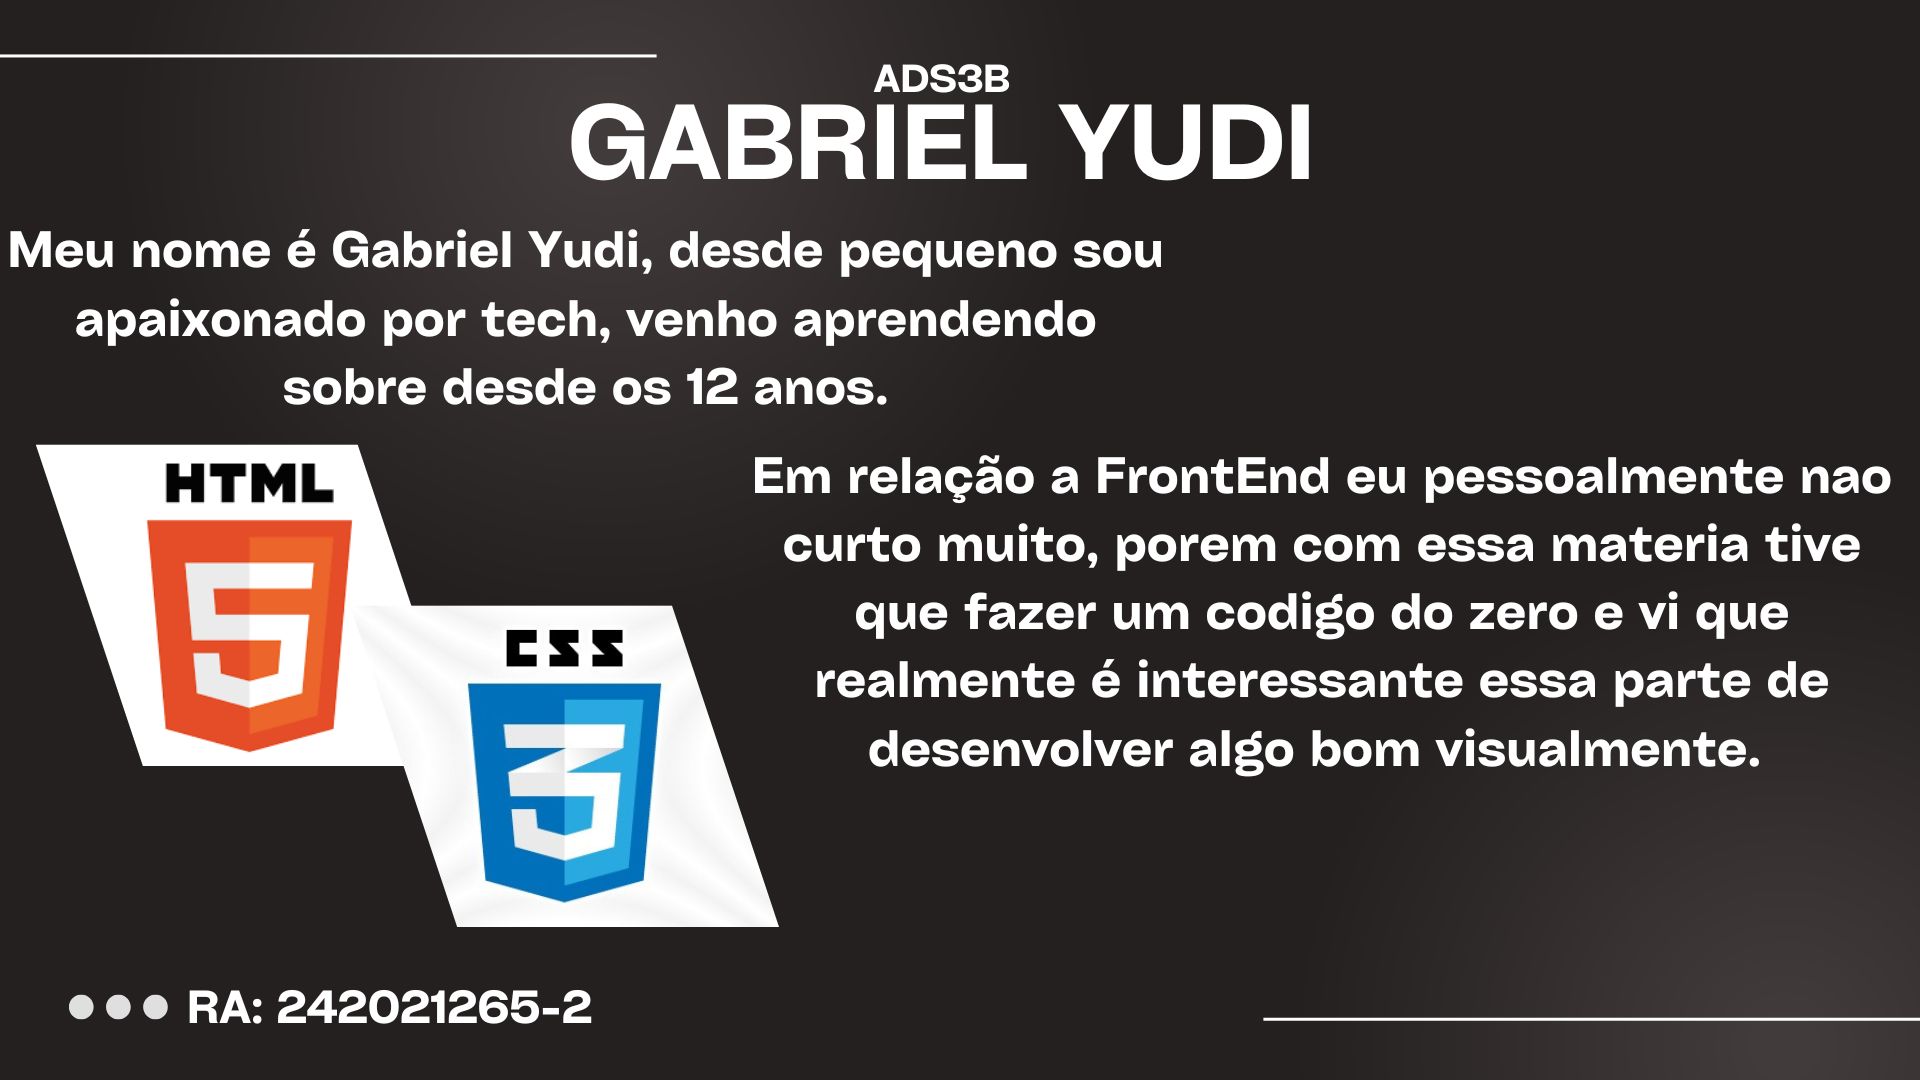 ADS3B
GABRIEL YUDI
Meu nome é Gabriel Yudi, desde pequeno sou
apaixonado por tech, venho aprendendo
sobre desde os 12 anos.
HTML
5
Em relação a FrontEnd eu pessoalmente nao
curto muito, porem com essa materia tive
que fazer um codigo do zero e vi que
realmente é interessante essa parte de
desenvolver algo bom visualmente.
CSS
3
RA: 242021265-2